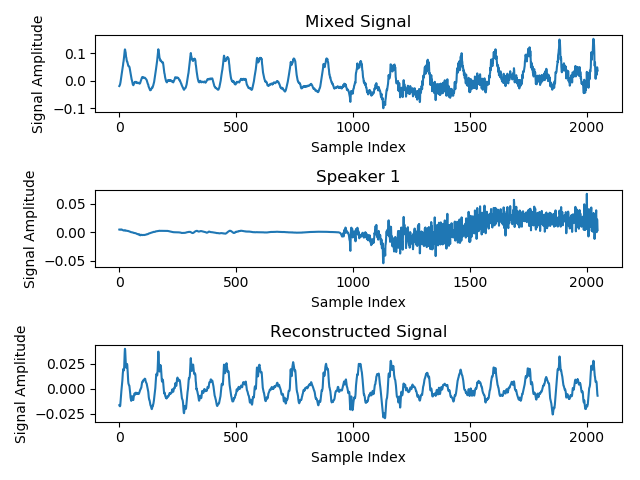 Mixed Signal
Signal Amplitude
0.1
0.0
−0.1
0 500 1000 1500 2000
Sample Index
Speaker 1
Signal Amplitude
0.05
0.00
−0.05
0 500 1000 1500 2000
Sample Index
Reconstructed Signal
Signal Amplitude
0.025
0.000
−0.025
0 500 1000 1500 2000
Sample Index